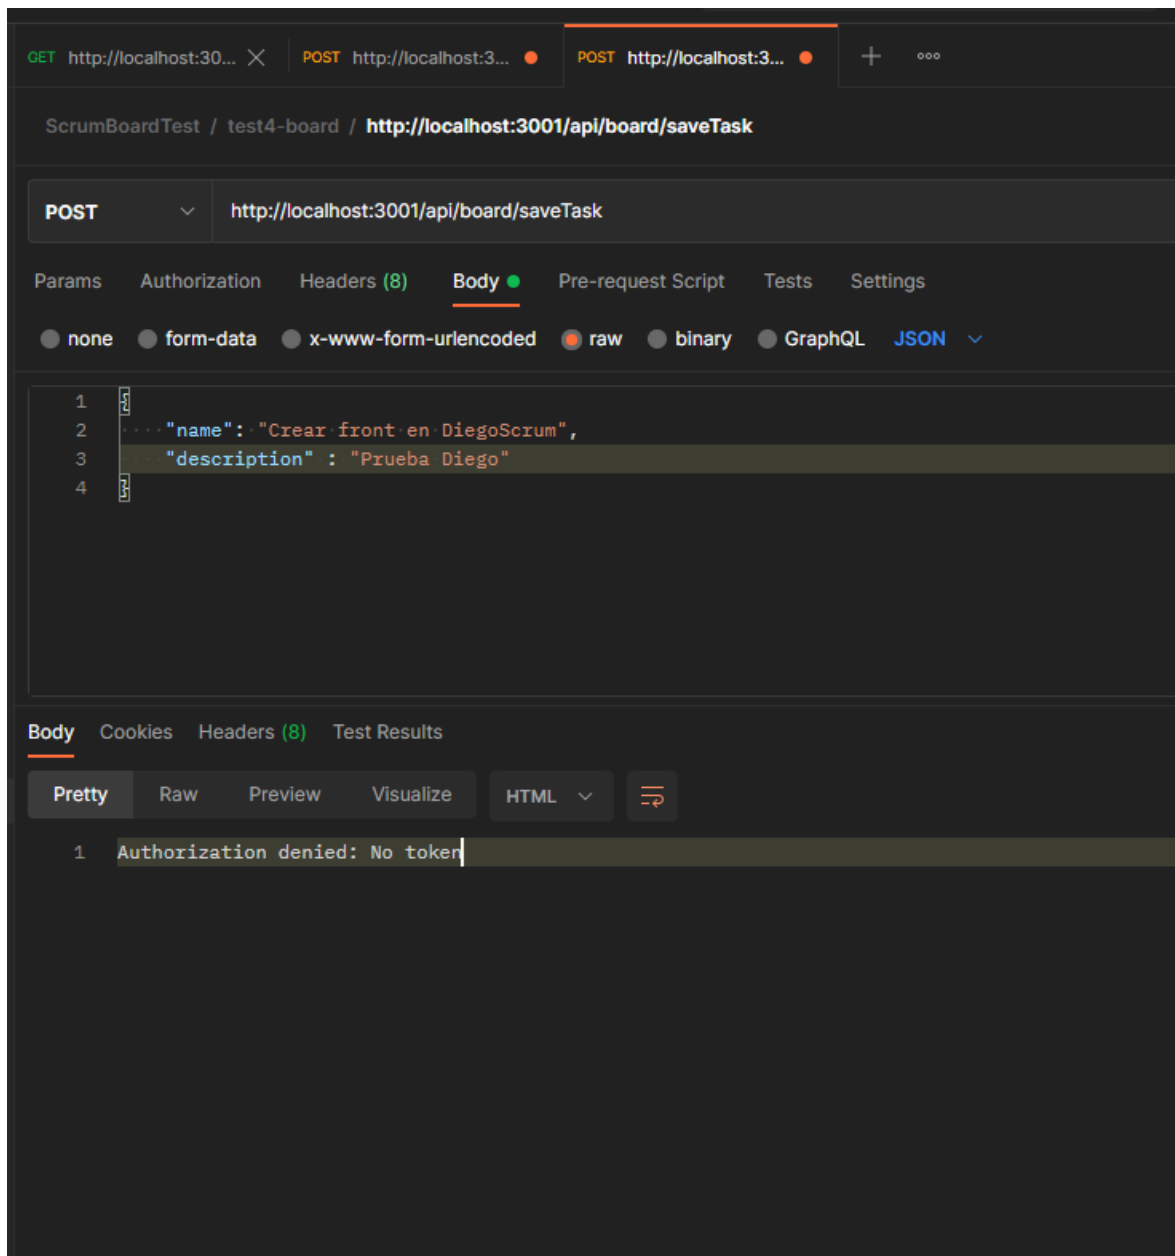 GET http://localhost:30... POST http://localhost:3... POST http://localhost:3...
ScrumBoardTest / test4-board / http://localhost:3001/api/board/saveTask
POST http://localhost:3001/api/board/saveTask
Params Authorization Headers (8) Body Pre-request Script Tests Settings
none form-data x-www-form-urlencoded raw binary GraphQL JSON
1 {
2 "name": "Crear front en DiegoScrum",
3 "description" : "Prueba Diego"
4 }
Body Cookies Headers (8) Test Results
Pretty Raw Preview Visualize HTML
1 Authorization denied: No token